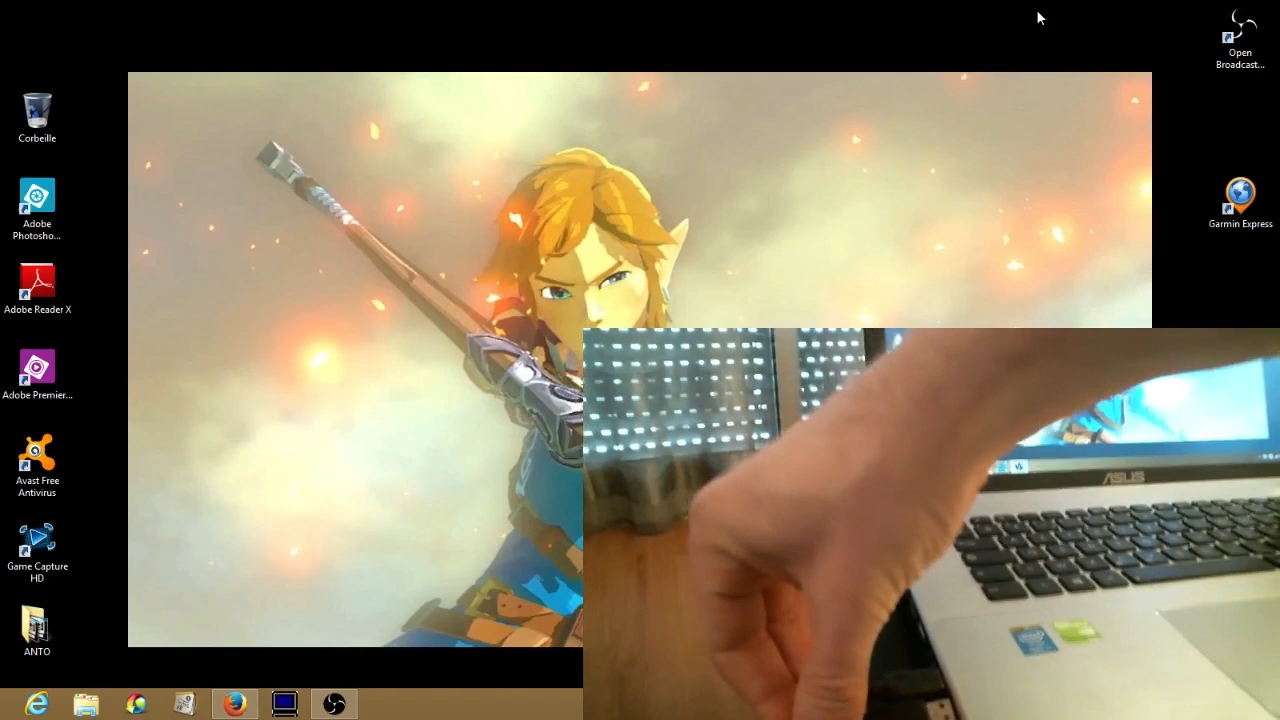 Open
Broadcast...
Corbeille
Adobe
Photosho...
Garmin Express
Adobe Reader X
Adobe Premier...
Avast Free
Antivirus
Game Capture
HD
ANTO
ASUS